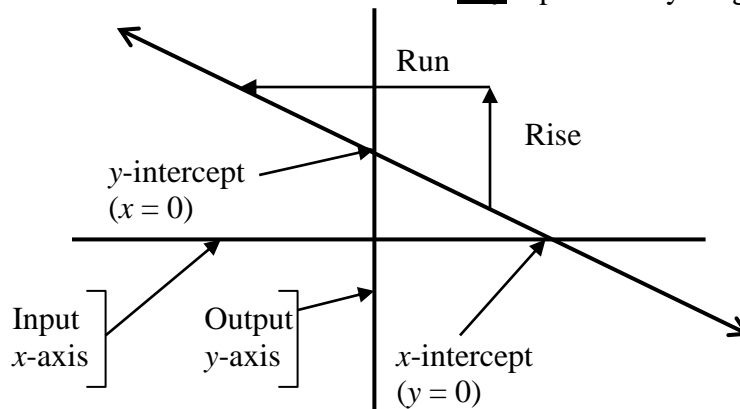 Run
Rise
y-intercept
(x = 0)
Input
x-axis
Output
y-axis
x-intercept
(y = 0)